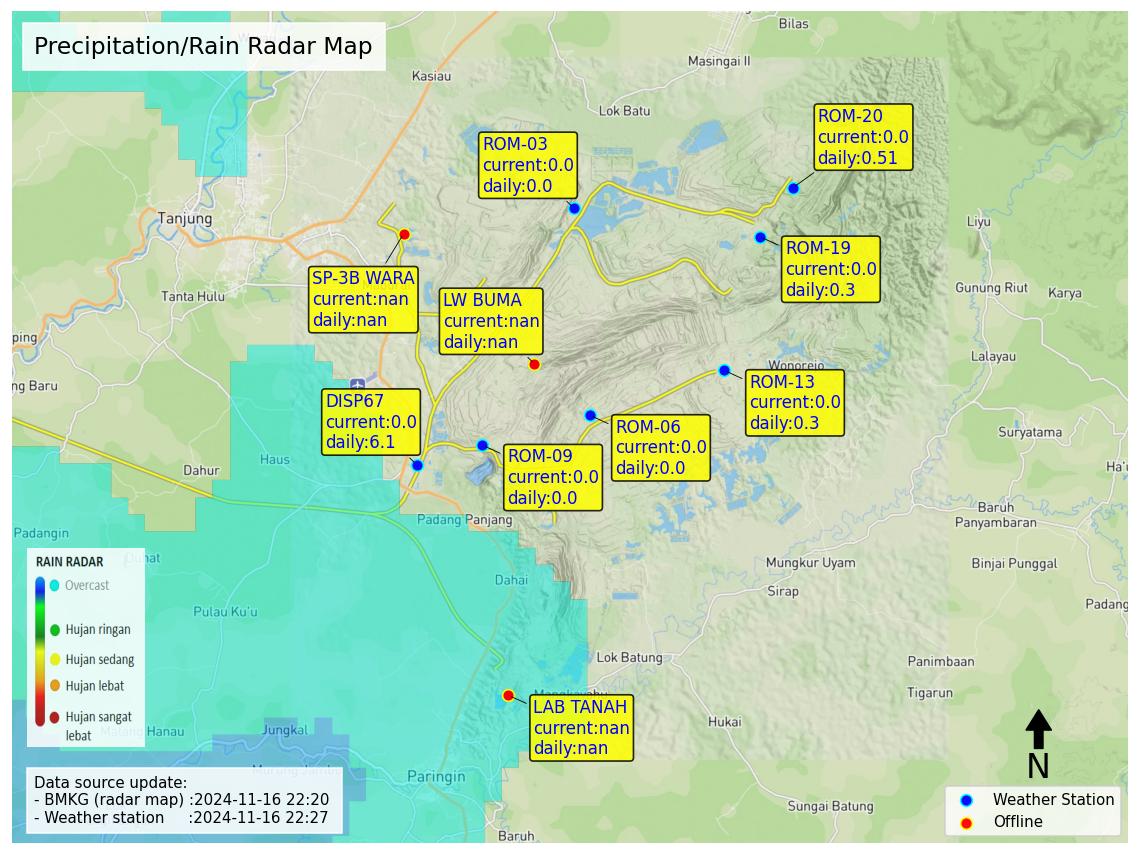 Precipitation/Rain Radar Map
Bilas
Masingai II
Kasiau
Lok Batu
ROM-20
current:0.0
daily:0.51
ROM-03
current:0.0
daily:0.0
Tanjung
Liyu
ROM-19
current:0.0
daily:0.3
SP-3B WARA
current:nan
daily:nan
LW BUMA
current:nan
daily:nan
Tanta Hulu
Gunung Riut
Karya
ping
Lalayau
Wonorejo
ng Baru
ROM-13
current:0.0
daily:0.3
DISP67
current:0.0
daily:6.1
ROM-06
current:0.0
daily:0.0
Suryatama
ROM-09
current:0.0
daily:0.0
Haus
Dahur
Ha'u
Baruh
Panyambaran
Padang Panjang
Padangin
Mungkur Uyam
Binjai Punggal
Dahai
Sirap
Padang
Pulau Ku'u
RAIN RADAR
Overcast
Hujan ringan
Hujan sedang
Hujan lebat
Hujan sangat
lebat
Lok Batung
Panimbaan
Tigarun
LAB TANAH
current:nan
daily:nan
Hukai
Jungkal
Paringin
Sungai Batung
Baruh
Data source update:
- BMKG (radar map) :2024-11-16 22:20
- Weather station :2024-11-16 22:27
N
Weather Station
Offline